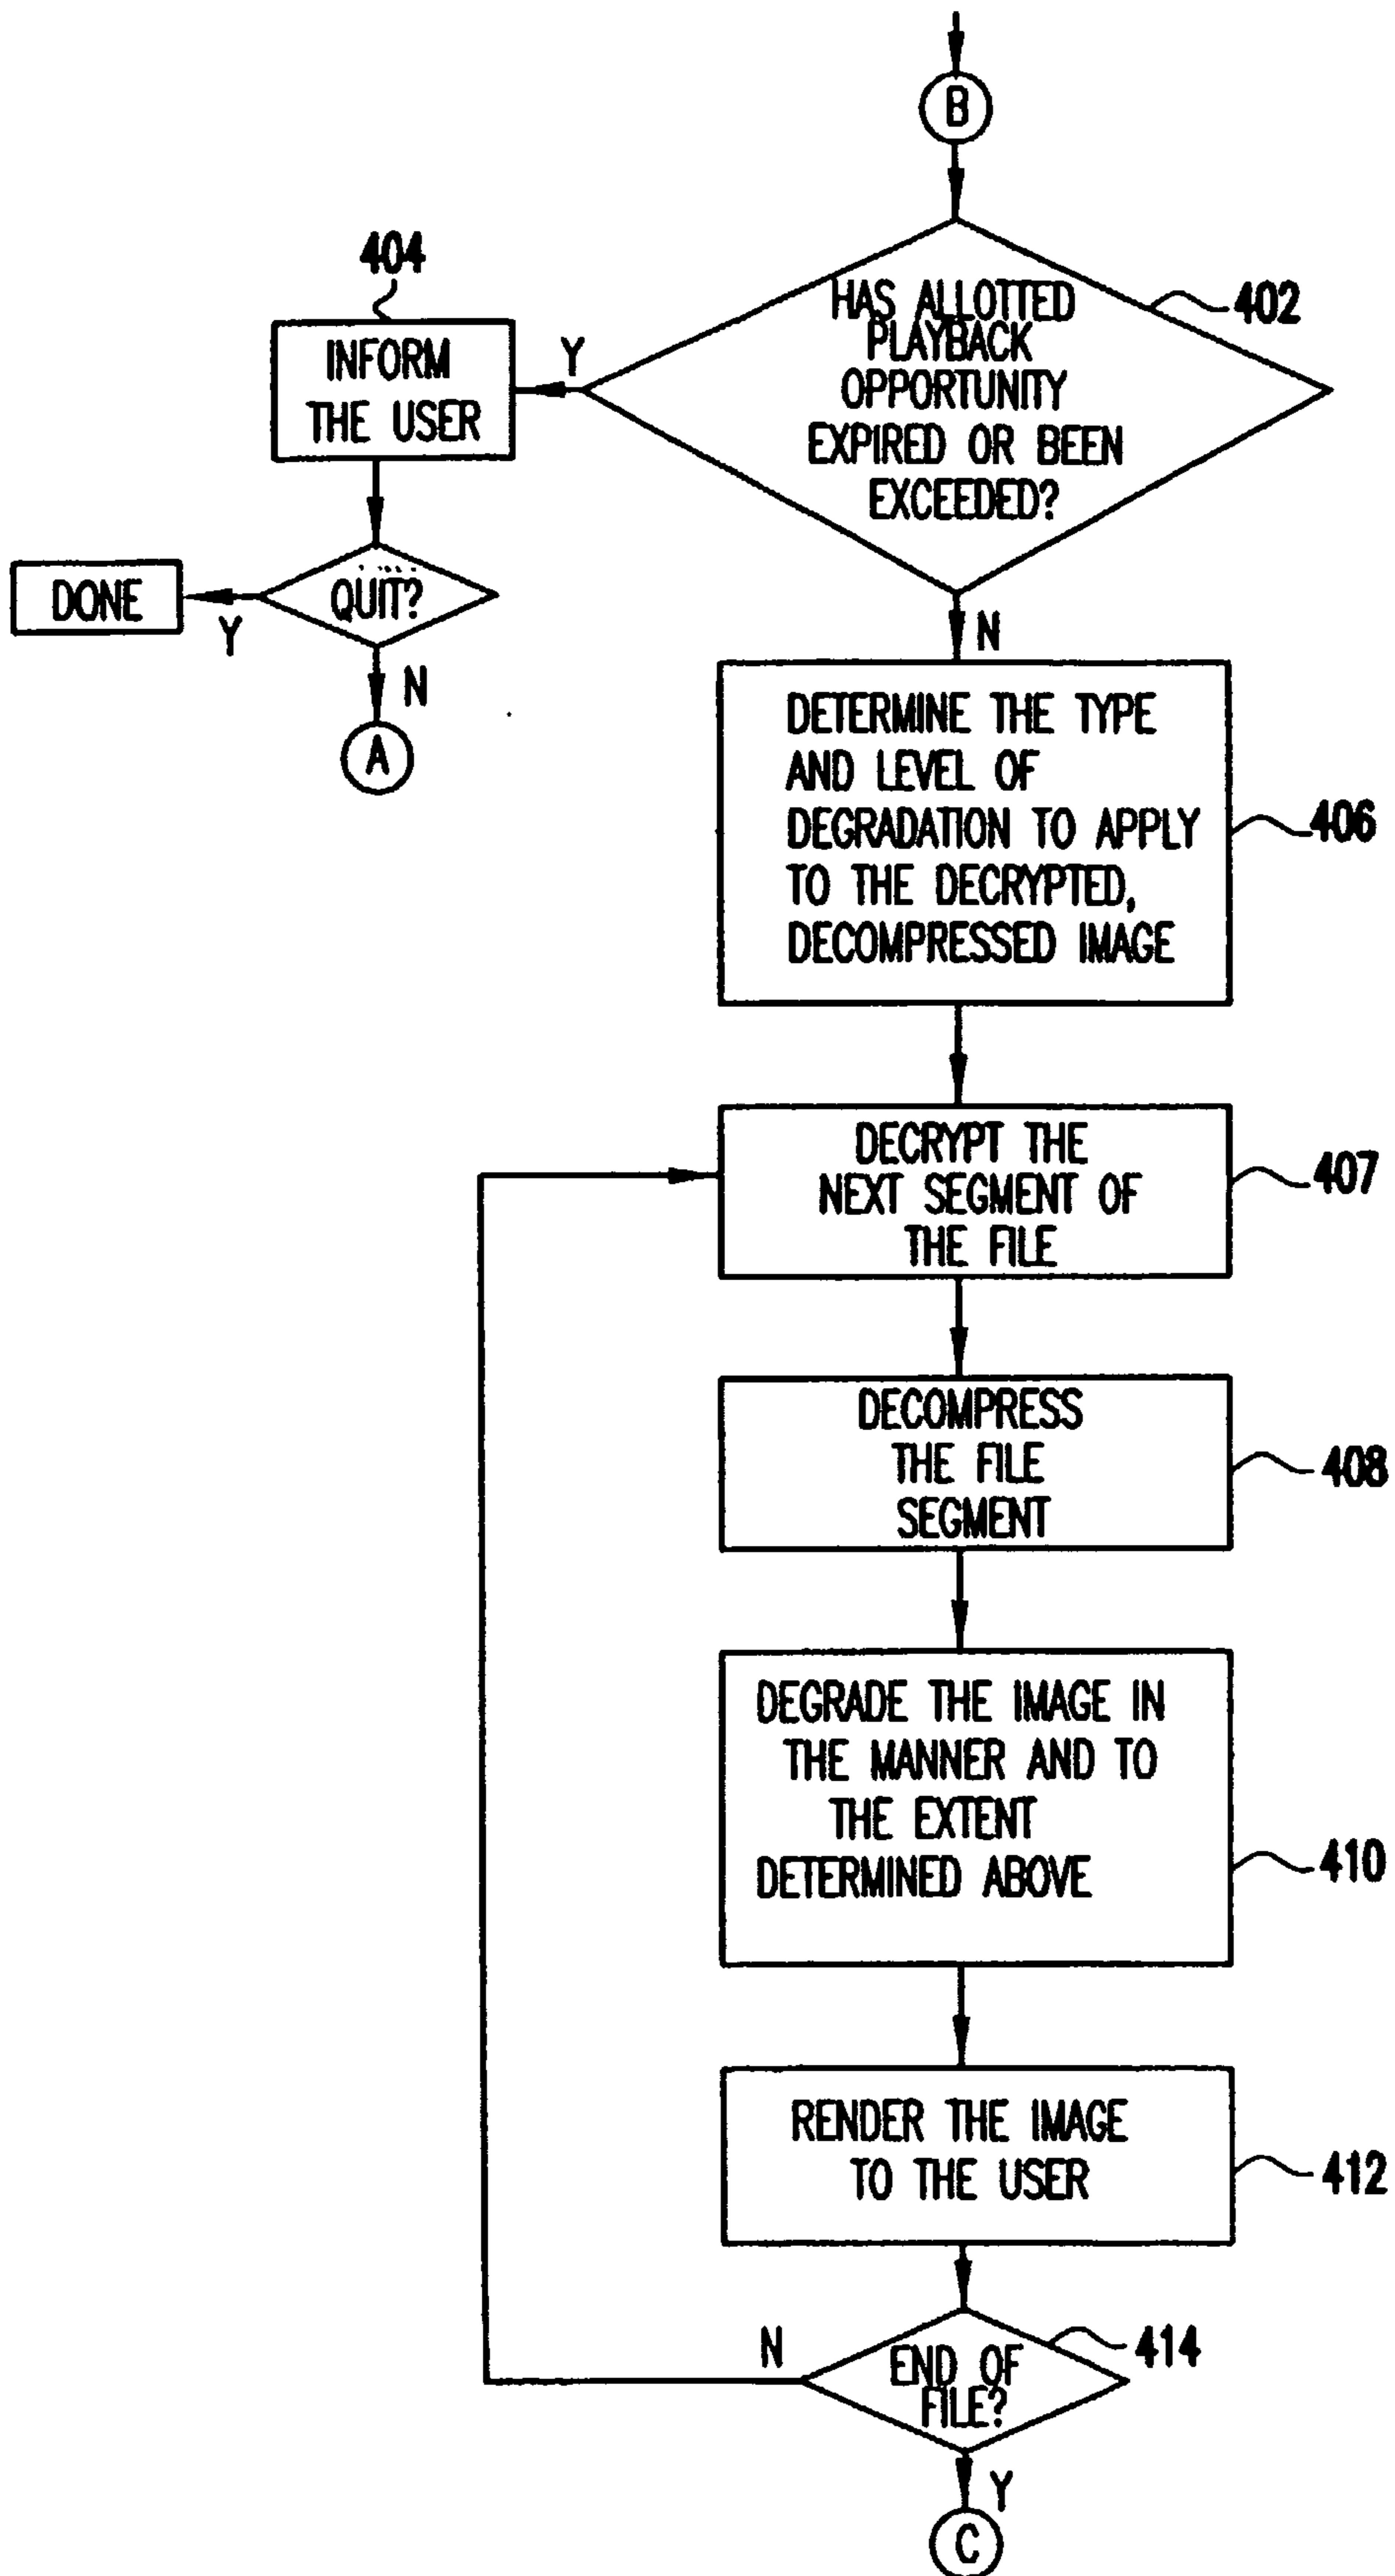 B
HAS ALLOTTED
PLAYBACK
OPPORTUNITY
EXPIRED OR BEEN
EXCEEDED?
402
404
INFORM
THE USER
Y
QUIT?
Y
DONE
N
A
N
DETERMINE THE TYPE
AND LEVEL OF
DEGRADATION TO APPLY
TO THE DECRYPTED,
DECOMPRESSED IMAGE
406
DECRYPT THE
NEXT SEGMENT OF
THE FILE
407
DECOMPRESS
THE FILE
SEGMENT
408
DEGRADE THE IMAGE IN
THE MANNER AND TO
THE EXTENT
DETERMINED ABOVE
410
RENDER THE IMAGE
TO THE USER
412
N
END OF
FILE?
414
Y
C